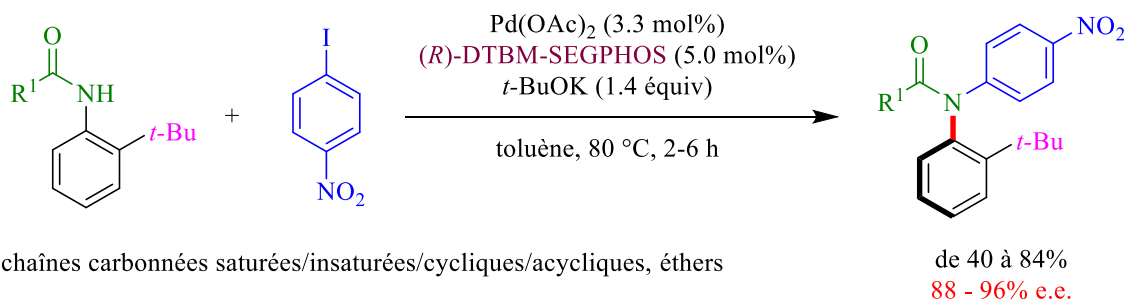 Pd(OAc)2 (3.3 mol%)
(R)-DTBM-SEGPHOS (5.0 mol%)
t-BuOK (1.4 équiv)
toluène, 80 °C, 2-6 h
O
R1
NH
t-Bu
+
I
NO2
O
NO2
R1
N
t-Bu
chaînes carbonnées saturées/insaturées/cycliques/acycliques, éthers
de 40 à 84%
88 - 96% e.e.